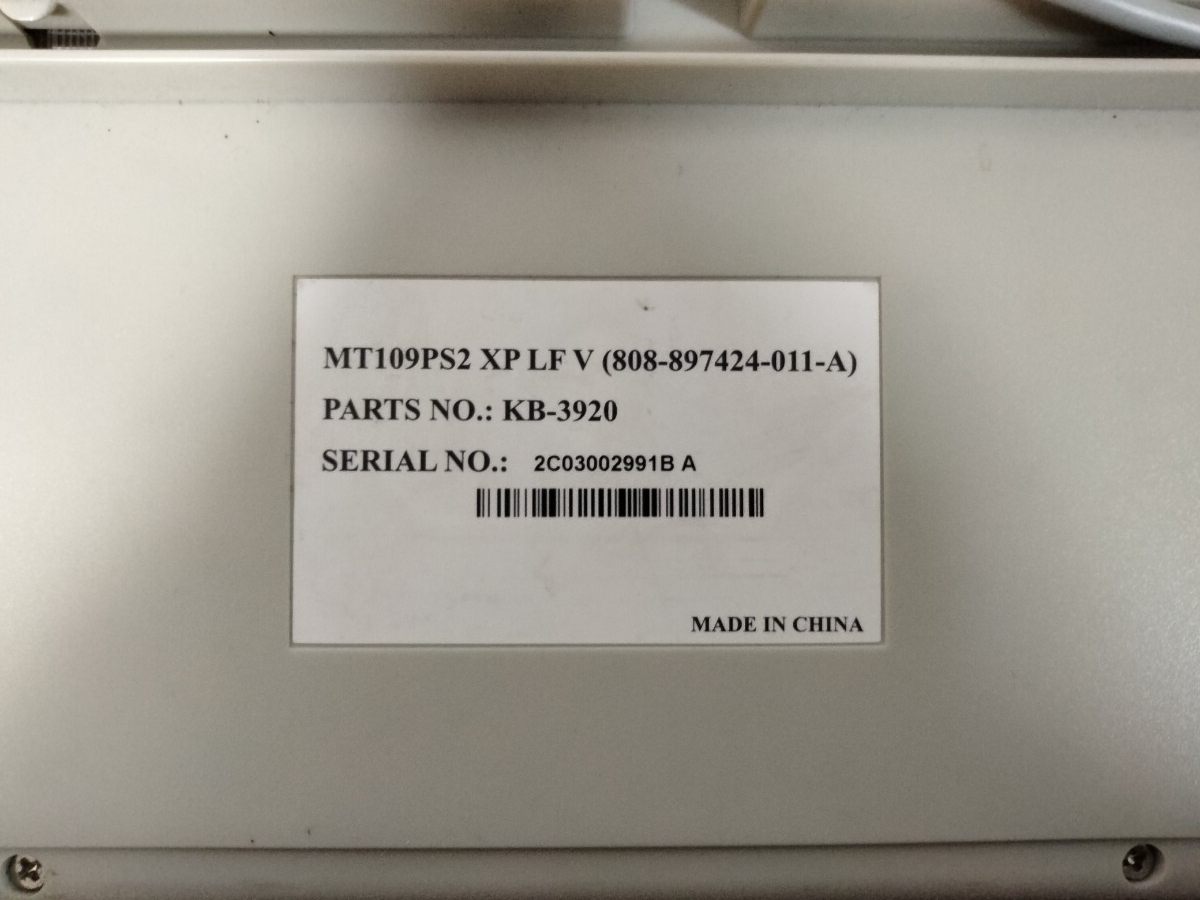 MT109PS2 XP LF V (808-897424-011-A)
PARTS NO.: KB-3920
SERIAL NO.: 2C03002991B A
MADE IN CHINA